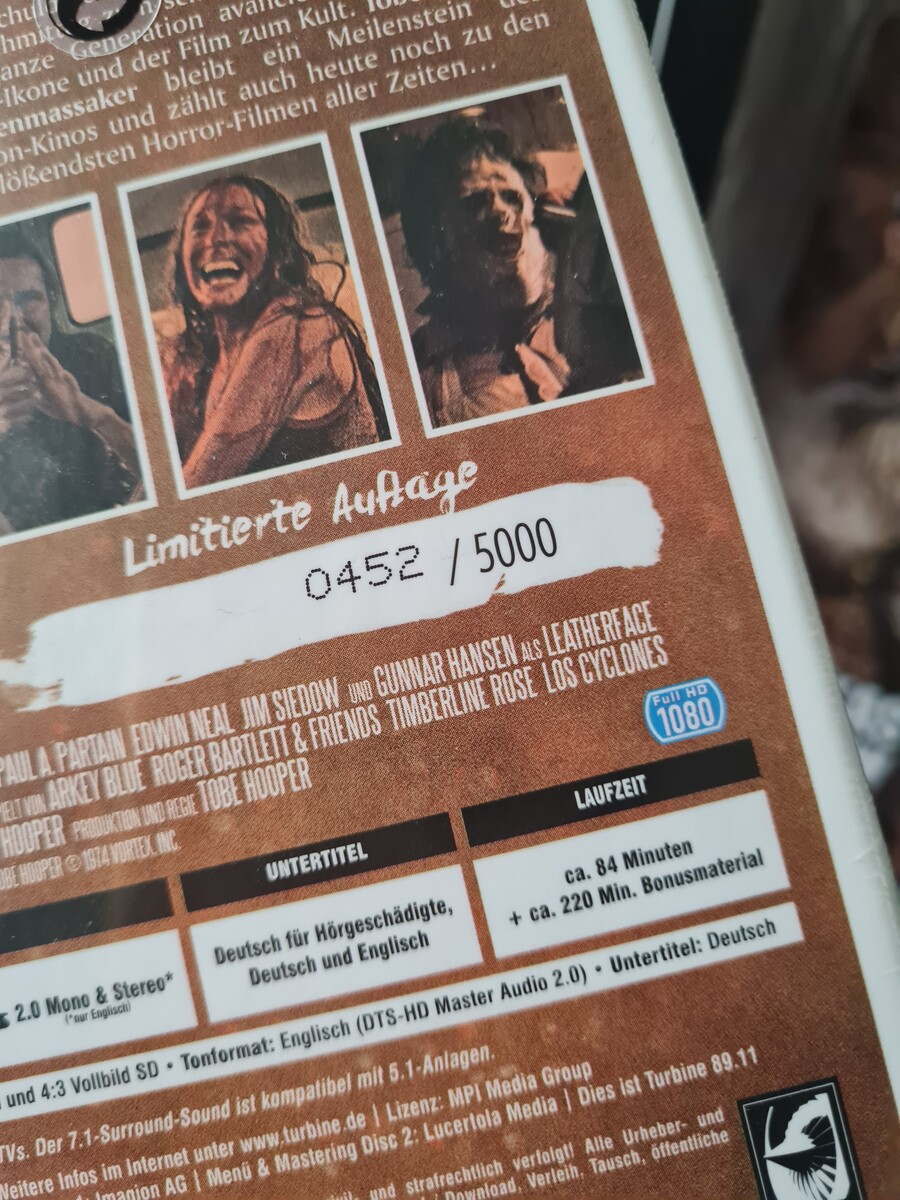 Generation
-Ikone und der Film zum Kult.
enmassaker bleibt ein Meilenstein des
on-Kinos und zählt auch heute noch zu den
lößendsten Horror-Filmen aller Zeiten...
Limitierte Auflage
0452 / 5000
PAUL A. PARTAIN EDWIN NEAL JIM SIEDOW UND GUNNAR HANSEN ALS LEATHERFACE
ELT VON ARKEY BLUE ROGER BARTLETT & FRIENDS TIMBERLINE ROSE LOS CYCLONES
HOOPER PRODUKTION UND REGIE TOBE HOOPER
OBE HOOPER © 1974 VORTEX, INC.
Full HD
1080
UNTERTITEL
LAUFZEIT
2.0 Mono & Stereo*
(*nur Englisch)
Deutsch für Hörgeschädigte,
Deutsch und Englisch
ca. 84 Minuten
+ ca. 220 Min. Bonusmaterial
und 4:3 Vollbild SD • Tonformat: Englisch (DTS-HD Master Audio 2.0) • Untertitel: Deutsch
TVs. Der 7.1-Surround-Sound ist kompatibel mit 5.1-Anlagen.
Weitere Infos im Internet unter www.turbine.de | Lizenz: MPI Media Group
Imagion AG | Menü & Mastering Disc 2: Lucertola Media | Dies ist Turbine 89.11
und strafrechtlich verfolgt! Alle Urheber- und
Download, Verleih, Tausch, öffentliche